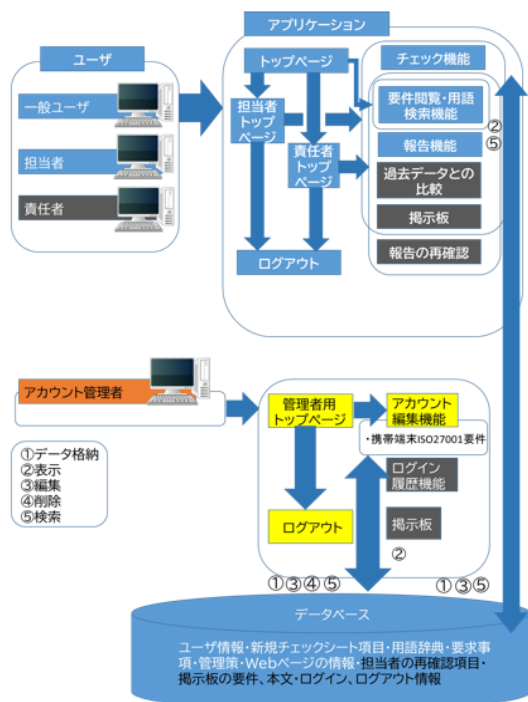 アプリケーション
ユーザ
一般ユーザ
担当者
責任者
トップページ
担当者
トップ
ページ
責任者
トップ
ページ
ログアウト
チェック機能
要件閲覧・用語
検索機能
②
⑤
報告機能
過去データとの
比較
掲示板
報告の再確認
アカウント管理者
①データ格納
②表示
③編集
④削除
⑤検索
管理者用
トップページ
アカウント
編集機能
・携帯端末ISO27001要件
ログイン
履歴機能
ログアウト
掲示板
②
①③④⑤
①③⑤
データベース
ユーザ情報・新規チェックシート項目・用語辞典・要求事
項・管理策・Webページの情報・担当者の再確認項目・
掲示板の要件、本文・ログイン、ログアウト情報